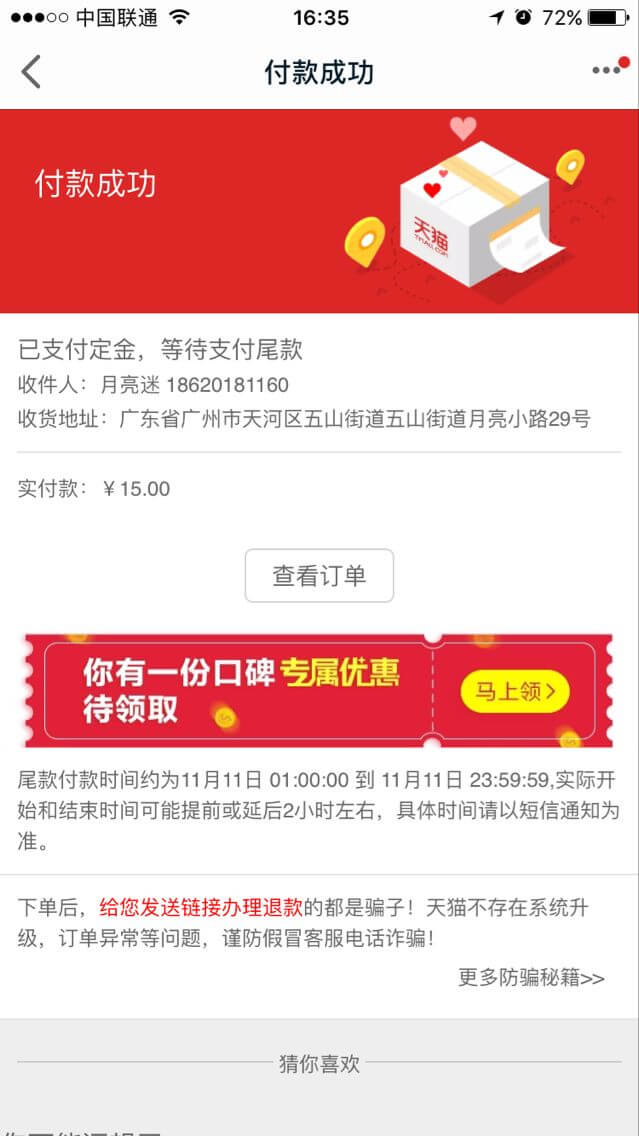 中国联通
16:35
72%
付款成功
付款成功
天猫
TMALL.COM
已支付定金，等待支付尾款
收件人：月亮迷 18620181160
收货地址：广东省广州市天河区五山街道五山街道月亮小路29号
实付款：￥15.00
查看订单
你有一份口碑专属优惠
待领取
马上领>
尾款付款时间约为11月11日 01:00:00 到 11月11日 23:59:59,实际开
始和结束时间可能提前或延后2小时左右，具体时间请以短信通知为
准。
下单后，给您发送链接办理退款的都是骗子！天猫不存在系统升
级，订单异常等问题，谨防假冒客服电话诈骗！
更多防骗秘籍>>
猜你喜欢